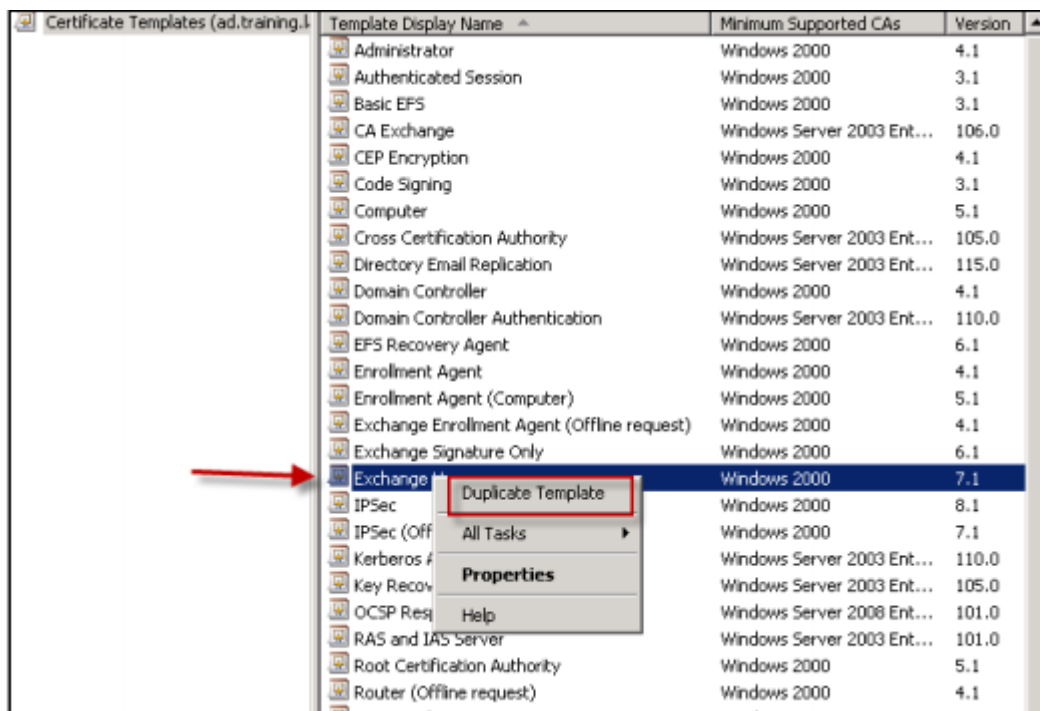 Certificate Templates (ad.training.l
Template Display Name Minimum Supported CAs Version
Administrator Windows 2000 4.1
Authenticated Session Windows 2000 3.1
Basic EFS Windows 2000 3.1
CA Exchange Windows Server 2003 Ent... 106.0
CEP Encryption Windows 2000 4.1
Code Signing Windows 2000 3.1
Computer Windows 2000 5.1
Cross Certification Authority Windows Server 2003 Ent... 105.0
Directory Email Replication Windows Server 2003 Ent... 115.0
Domain Controller Windows 2000 4.1
Domain Controller Authentication Windows Server 2003 Ent... 110.0
EFS Recovery Agent Windows 2000 6.1
Enrollment Agent Windows 2000 4.1
Enrollment Agent (Computer) Windows 2000 5.1
Exchange Enrollment Agent (Offline request) Windows 2000 4.1
Exchange Signature Only Windows 2000 6.1
Exchange Windows 2000 7.1
Duplicate Template
IPSec Windows 2000 8.1
IPSec (Off Windows 2000 7.1
All Tasks
Kerberos Windows Server 2003 Ent... 110.0
Properties
Key Recov Windows Server 2003 Ent... 105.0
OCSP Resp Windows Server 2008 Ent... 101.0
Help
RAS and IAS Server Windows Server 2003 Ent... 101.0
Root Certification Authority Windows 2000 5.1
Router (Offline request) Windows 2000 4.1